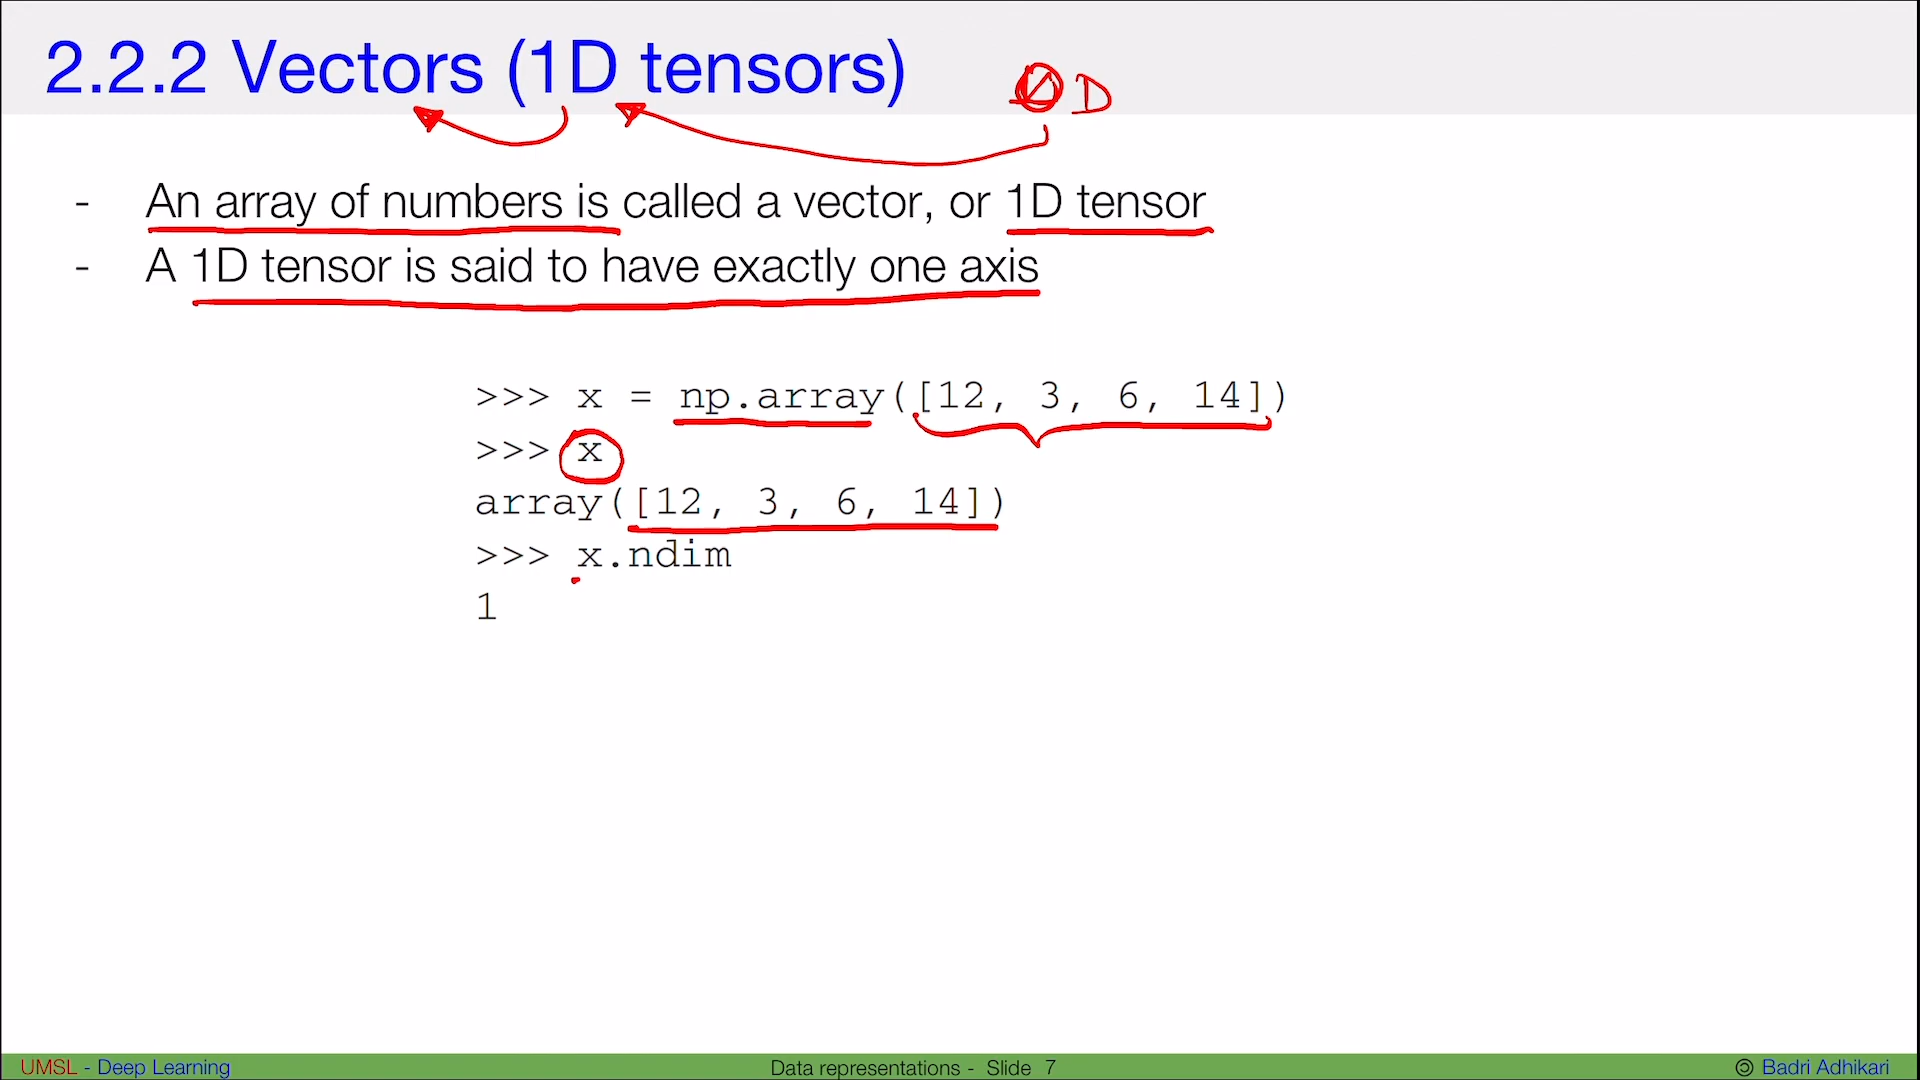 2.2.2 Vectors (1D tensors)
0 D
- An array of numbers is called a vector, or 1D tensor
- A 1D tensor is said to have exactly one axis
>>> x = np.array([12, 3, 6, 14])
>>> x
array([12, 3, 6, 14])
>>> x.ndim
1
UMSL - Deep Learning
Data representations - Slide 7
© Badri Adhikari